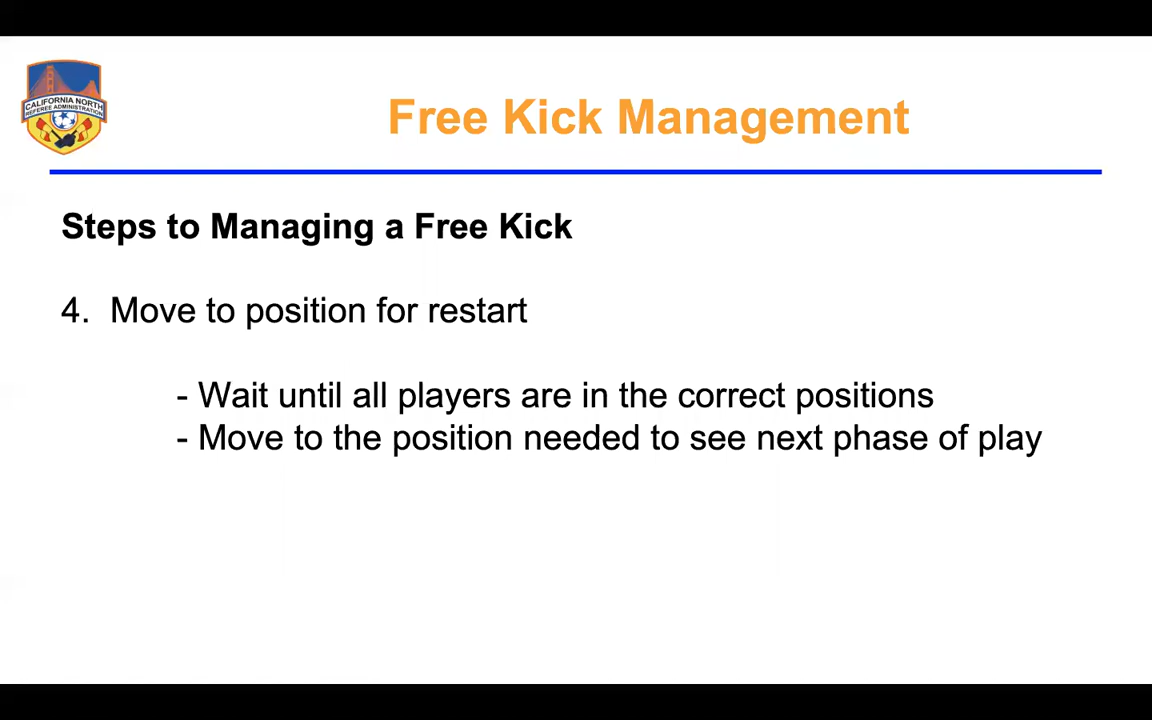 CALIFORNIA NORTH
REFEREE ADMINISTRATION
Free Kick Management
Steps to Managing a Free Kick
4. Move to position for restart
- Wait until all players are in the correct positions
- Move to the position needed to see next phase of play